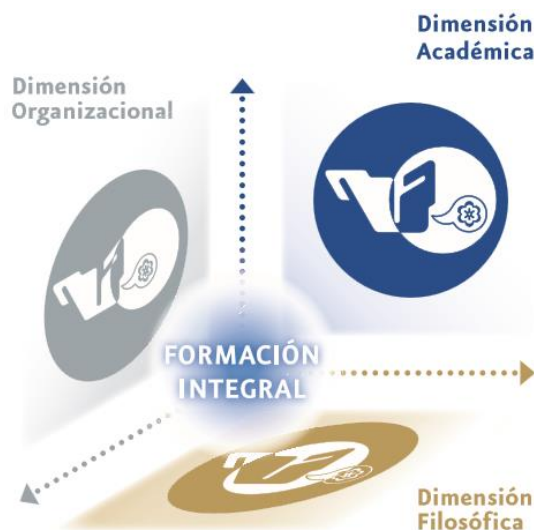 Dimensión
Académica
Dimensión
Organizacional
FORMACIÓN
INTEGRAL
Dimensión
Filosófica